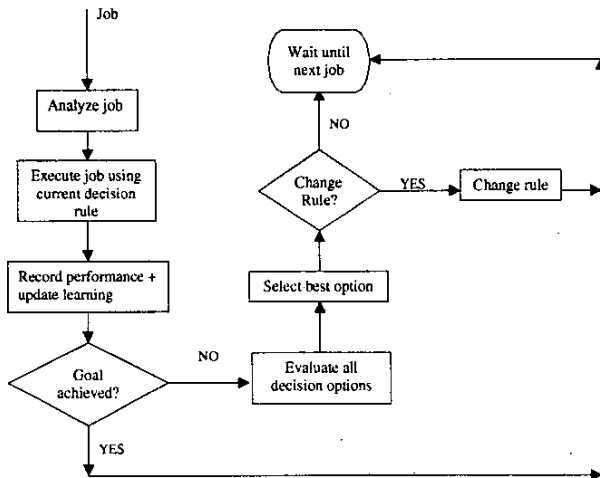 Job
Analyze job
Execute job using
current decision
rule
Record performance +
update learning
Goal
achieved?
NO
YES
Evaluate all
decision options
Select best option
Change
Rule?
YES
Change rule
NO
Wait until
next job